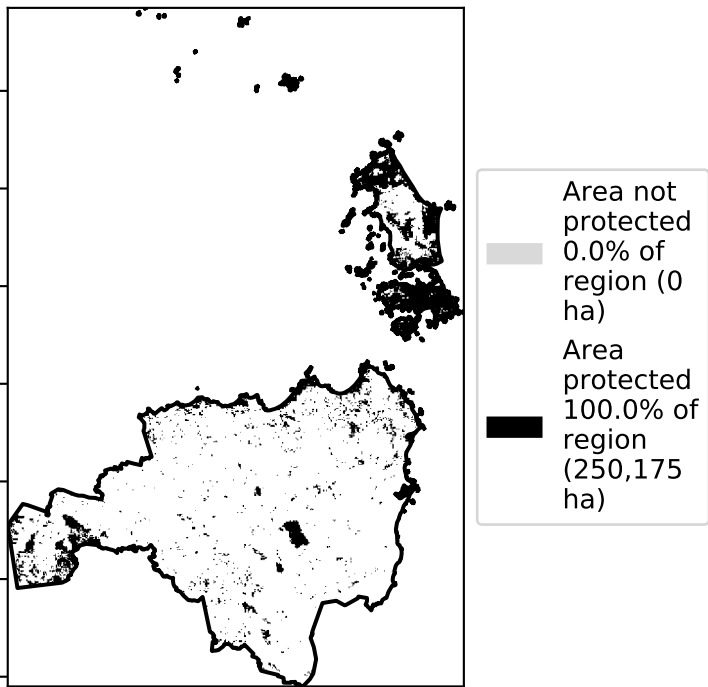 Area not
protected
0.0% of
region (0
ha)
Area
protected
100.0% of
region
(250,175
ha)